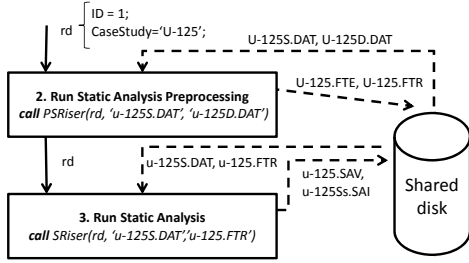 rd
ID = 1;
CaseStudy='U-125';
U-125S.DAT, U-125D.DAT
2. Run Static Analysis Preprocessing
call PSRiser(rd, 'u-125S.DAT', 'u-125D.DAT')
U-125.FTE, U-125.FTR
rd
u-125S.DAT, u-125.FTR
u-125.SAV,
u-125Ss.SAI
Shared
disk
3. Run Static Analysis
call SRiser(rd, 'u-125S.DAT','u-125.FTR')